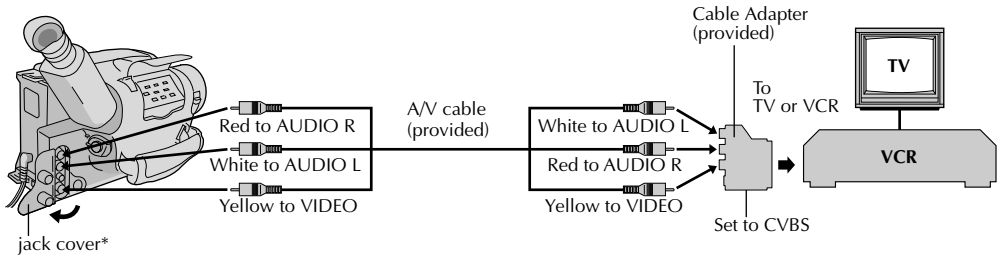 Cable Adapter
(provided)
TV
To
TV or VCR
A/V cable
(provided)
Red to AUDIO R
White to AUDIO L
White to AUDIO L
Red to AUDIO R
VCR
Yellow to VIDEO
Yellow to VIDEO
Set to CVBS
jack cover*